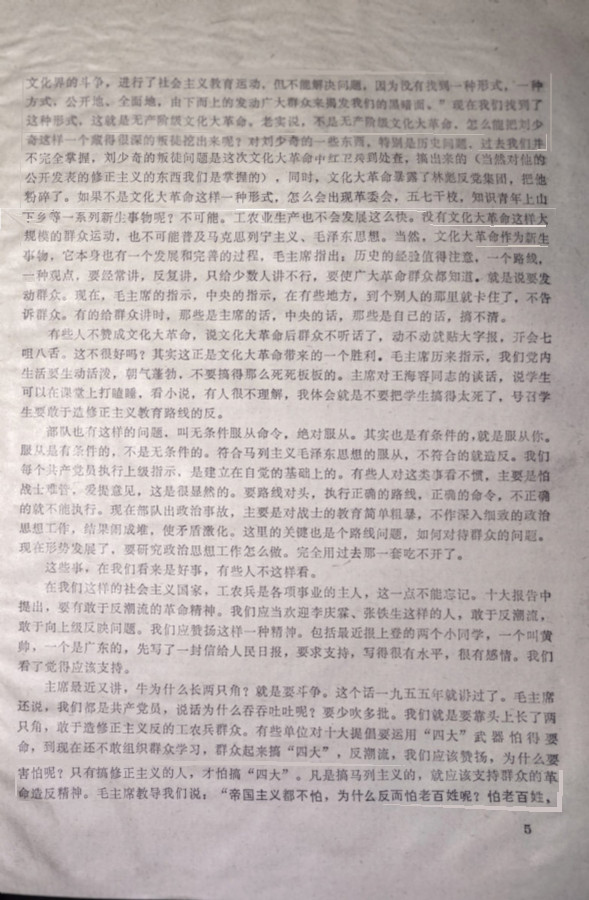 文化界的斗争，进行了社会主义教育运动，但不能解决问题，因为没有找到一种形式，一种
方式，公开地、全面地、由下而上的发动广大群众来揭发我们的黑暗面。”现在我们找到了
这种形式，这就是无产阶级文化大革命。老实说，不是无产阶级文化大革命，怎么能把刘少
奇这样一个藏得很深的叛徒挖出来呢？对刘少奇的一些东西，特别是历史问题，过去我们并
不完全掌握，刘少奇的叛徒问题是这次文化大革命中红卫兵到处查，搞出来的（当然对他的
公开发表的修正主义的东西我们是掌握的），同时，文化大革命暴露了林彪反党集团，把他
粉碎了。如果不是文化大革命这样一种形式，怎么会出现革委会，五七干校，知识青年上山
下乡等一系列新生事物呢？不可能。工农业生产也不会发展这么快。没有文化大革命这样大
规模的群众运动，也不可能普及马克思列宁主义、毛泽东思想。当然，文化大革命作为新生
事物，它本身也有一个发展和完善的过程，毛主席指出：历史的经验值得注意，一个路线，
一种观点，要经常讲，反复讲，只给少数人讲不行，要使广大革命群众都知道。就是说要发
动群众。现在，毛主席的指示，中央的指示，在有些地方，到个别人的那里就卡住了，不告
诉群众。有的给群众讲时，那些是主席的话，中央的话，那些是自己的话，搞不清。
有些人不赞成文化大革命，说文化大革命后群众不听话了，动不动就贴大字报，开会七
咀八舌。这不很好吗？其实这正是文化大革命带来的一个胜利。毛主席历来指示，我们党内
生活要生动活泼，朝气蓬勃，不要搞得那么死死板板的。主席对王海容同志的谈话，说学生
可以在课堂上打瞌睡，看小说，有人很不理解，我体会就是不要把学生搞得太死了，号召学
生要敢于造修正主义教育路线的反。
部队也有这样的问题，叫无条件服从命令，绝对服从。其实也是有条件的，就是服从你。
服从是有条件的，不是无条件的。符合马列主义毛泽东思想的服从，不符合的就造反。我们
每个共产党员执行上级指示，是建立在自觉的基础上的。有些人对这类事看不惯，主要是怕
战士难管，爱提意见，这是很显然的。要路线对头，执行正确的路线，正确的命令，不正确
的就不能执行。现在部队出政治事故，主要是对战士的教育简单粗暴，不作深入细致的政治
思想工作，结果闹成堆，使矛盾激化。这里的关键也是个路线问题，如何对待群众的问题。
现在形势发展了，要研究政治思想工作怎么做。完全用过去那一套吃不开了。
这些事，在我们看来是好事，有些人不这样看。
在我们这样的社会主义国家，工农兵是各项事业的主人，这一点不能忘记。十大报告中
提出，要有敢于反潮流的革命精神。我们应当欢迎李庆霖、张铁生这样的人，敢于反潮流，
敢于向上级反映问题。我们应赞扬这样一种精神。包括最近报上登的两个小同学，一个叫黄
帅，一个是广东的，先写了一封信给人民日报，要求支持，写得很有水平，很有感情。我们
看了觉得应该支持。
主席最近又讲，牛为什么长两只角？就是要斗争。这个话一九五五年就讲过了。毛主席
还说，我们都是共产党员，说话为什么吞吞吐吐呢？要少吹多批。我们就是要靠头上长了两
只角，敢于造修正主义反的工农兵群众。有些单位对十大提倡要运用“四大”武器怕得要
命，到现在还不敢组织群众学习，群众起来搞“四大”，反潮流，我们应该赞扬，为什么要
害怕呢？只有搞修正主义的人，才怕搞“四大”。凡是搞马列主义的，就应该支持群众的革
命造反精神。毛主席教导我们说：“帝国主义都不怕，为什么反而怕老百姓呢？怕老百姓，
5